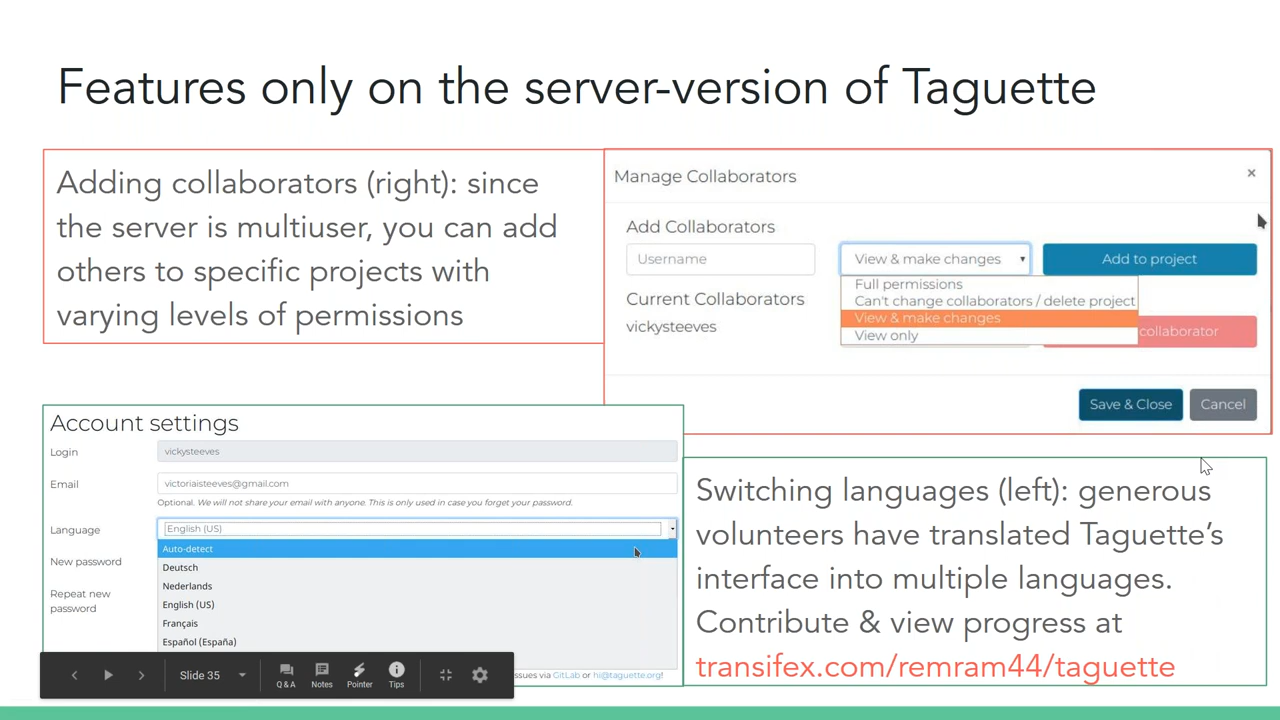 Features only on the server-version of Taguette
Adding collaborators (right): since
the server is multiuser, you can add
others to specific projects with
varying levels of permissions
Manage Collaborators
×
Add Collaborators
Username
View & make changes
Add to project
Full permissions
Can't change collaborators / delete project
View & make changes
View only
Current Collaborators
vickysteeves
collaborator
Save & Close
Cancel
Account settings
Login
vickysteeves
Email
victoriaisteeves@gmail.com
Optional. We will not share your email with anyone. This is only used in case you forget your password.
Language
English (US)
Auto-detect
Deutsch
Nederlands
English (US)
Français
Español (España)
New password
Repeat new
password
ssues via GitLab or hi@taguette.org!
Switching languages (left): generous
volunteers have translated Taguette’s
interface into multiple languages.
Contribute & view progress at
transifex.com/remram44/taguette
Slide 35
Q & A
Notes
Pointer
Tips